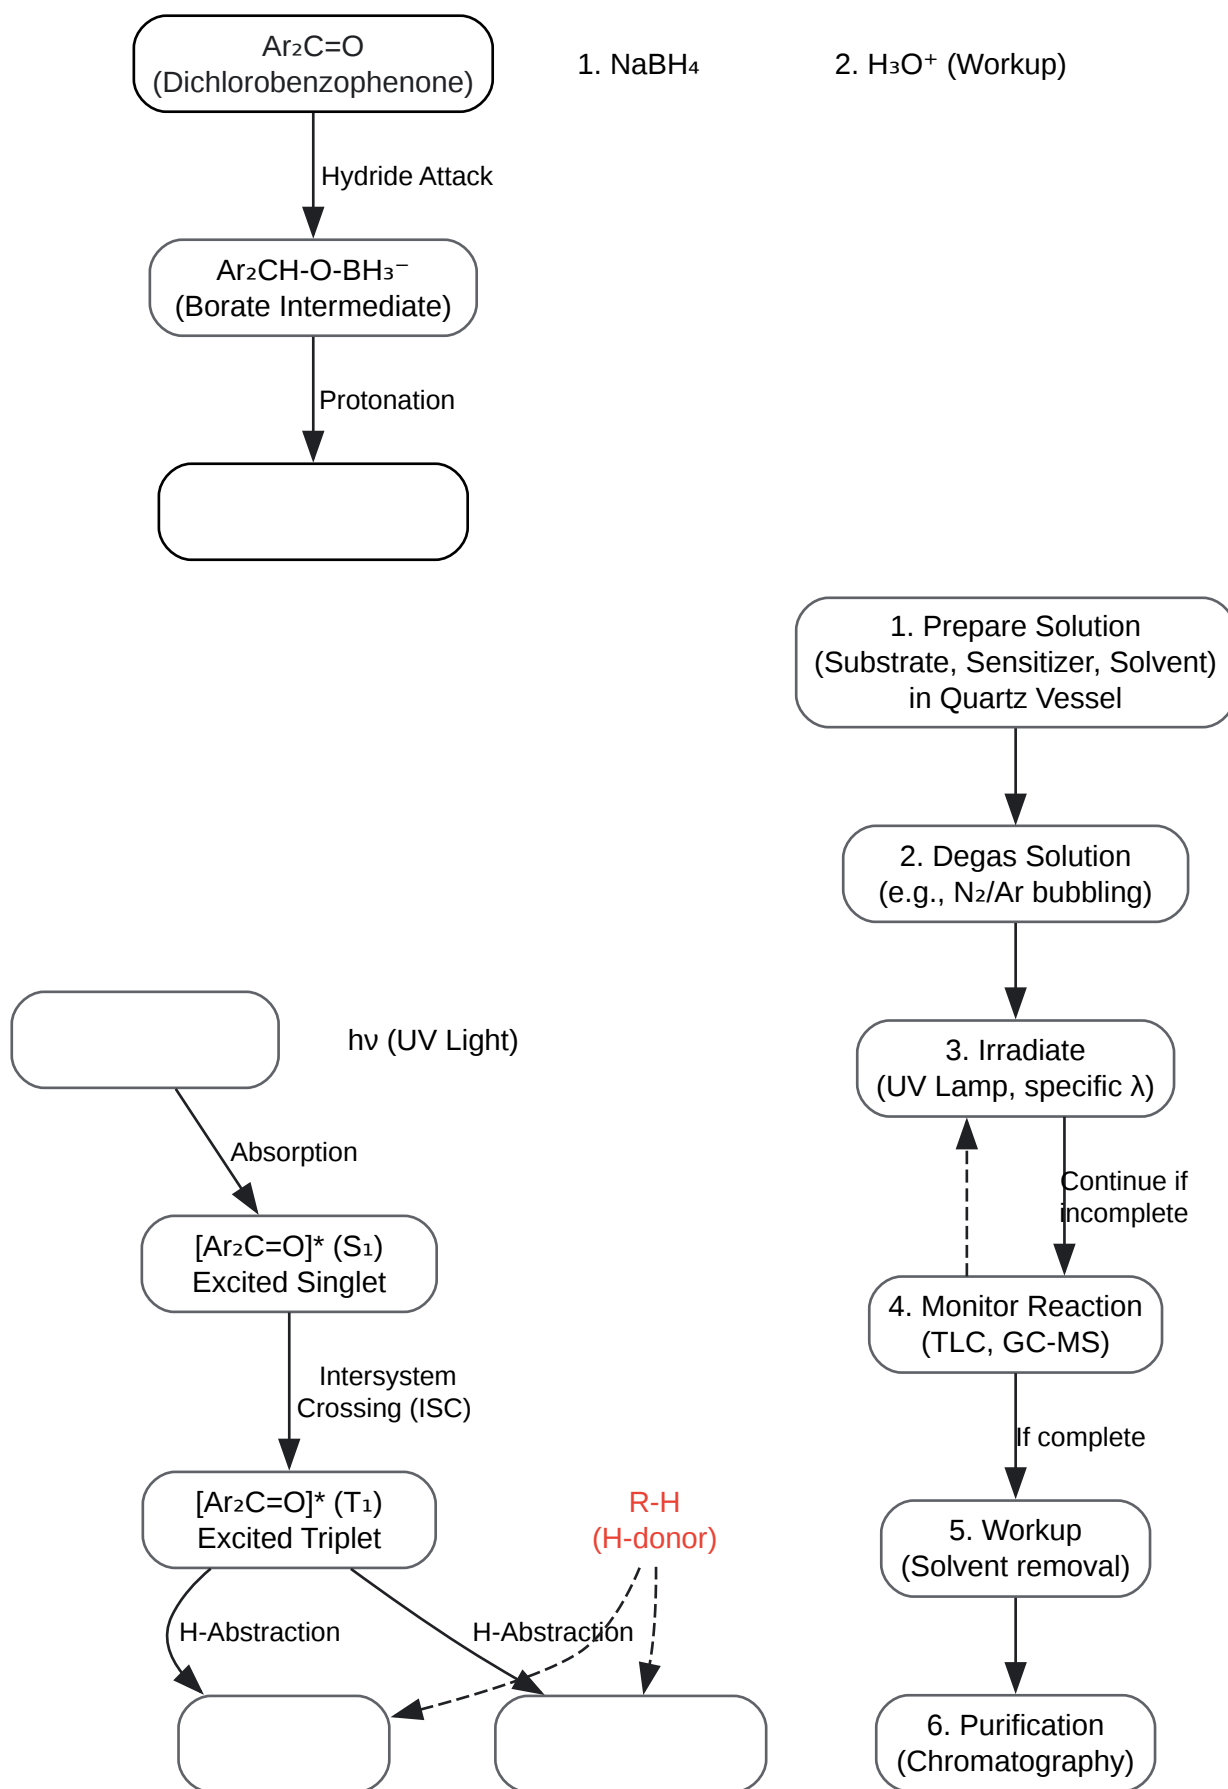 Ar₂C=O
(Dichlorobenzophenone)
1. NaBH₄
2. H₃O⁺ (Workup)
Hydride Attack
Ar₂CH-O-BH₃⁻
(Borate Intermediate)
Protonation
1. Prepare Solution
(Substrate, Sensitizer, Solvent)
in Quartz Vessel
2. Degas Solution
(e.g., N₂/Ar bubbling)
3. Irradiate
(UV Lamp, specific λ)
Continue if
incomplete
4. Monitor Reaction
(TLC, GC-MS)
If complete
5. Workup
(Solvent removal)
6. Purification
(Chromatography)
hν (UV Light)
Absorption
[Ar₂C=O]* (S₁)
Excited Singlet
Intersystem
Crossing (ISC)
[Ar₂C=O]* (T₁)
Excited Triplet
R-H
(H-donor)
H-Abstraction
H-Abstraction